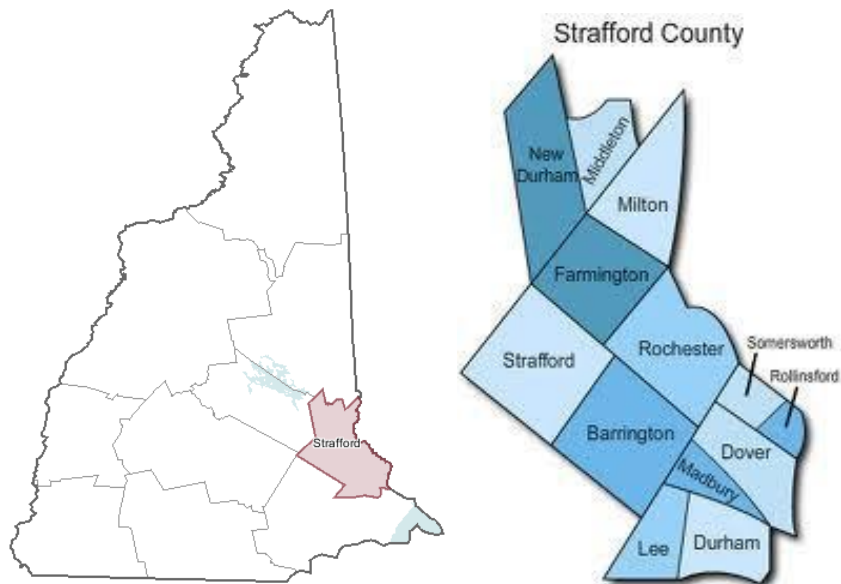 Strafford
Strafford County
New
Durham
Middleton
Milton
Farmington
Strafford
Rochester
Somersworth
Rollinsford
Barrington
Dover
Madbury
Lee
Durham